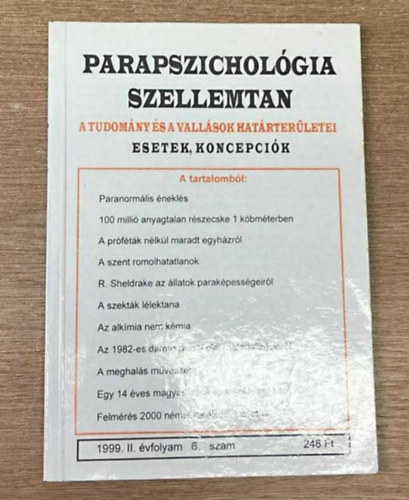 PARAPSZICHOLÓGIA
SZELLEMTAN
A TUDOMÁNY ÉS A VALLÁSOK HATÁRTERÜLETEI
ESETEK, KONCEPCIÓK
A tartalomból:
Paranormális éneklés
100 millió anyagtalan részecske 1 köbméterben
A próféták nélkül maradt egyházról
A szent romolhatatlanok
R. Sheldrake az állatok paraképességeiről
A szekták lélektana
Az alkímia nem kémia
Az 1982-es
A meghalás
Egy 14 éves magyar
Felmérés 2000 német
1999. II. évfolyam 6. szám 246 Ft